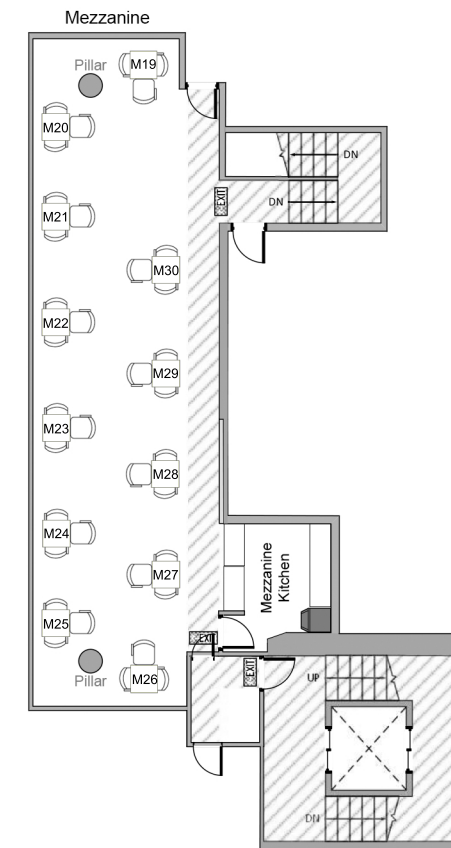 Mezzanine
Pillar
M19
M20
DN
M21
DN
EXIT
M30
M22
M29
M23
M28
M24
Mezzanine
Kitchen
M27
M25
EXIT
Pillar
M26
EXIT
UP
DN